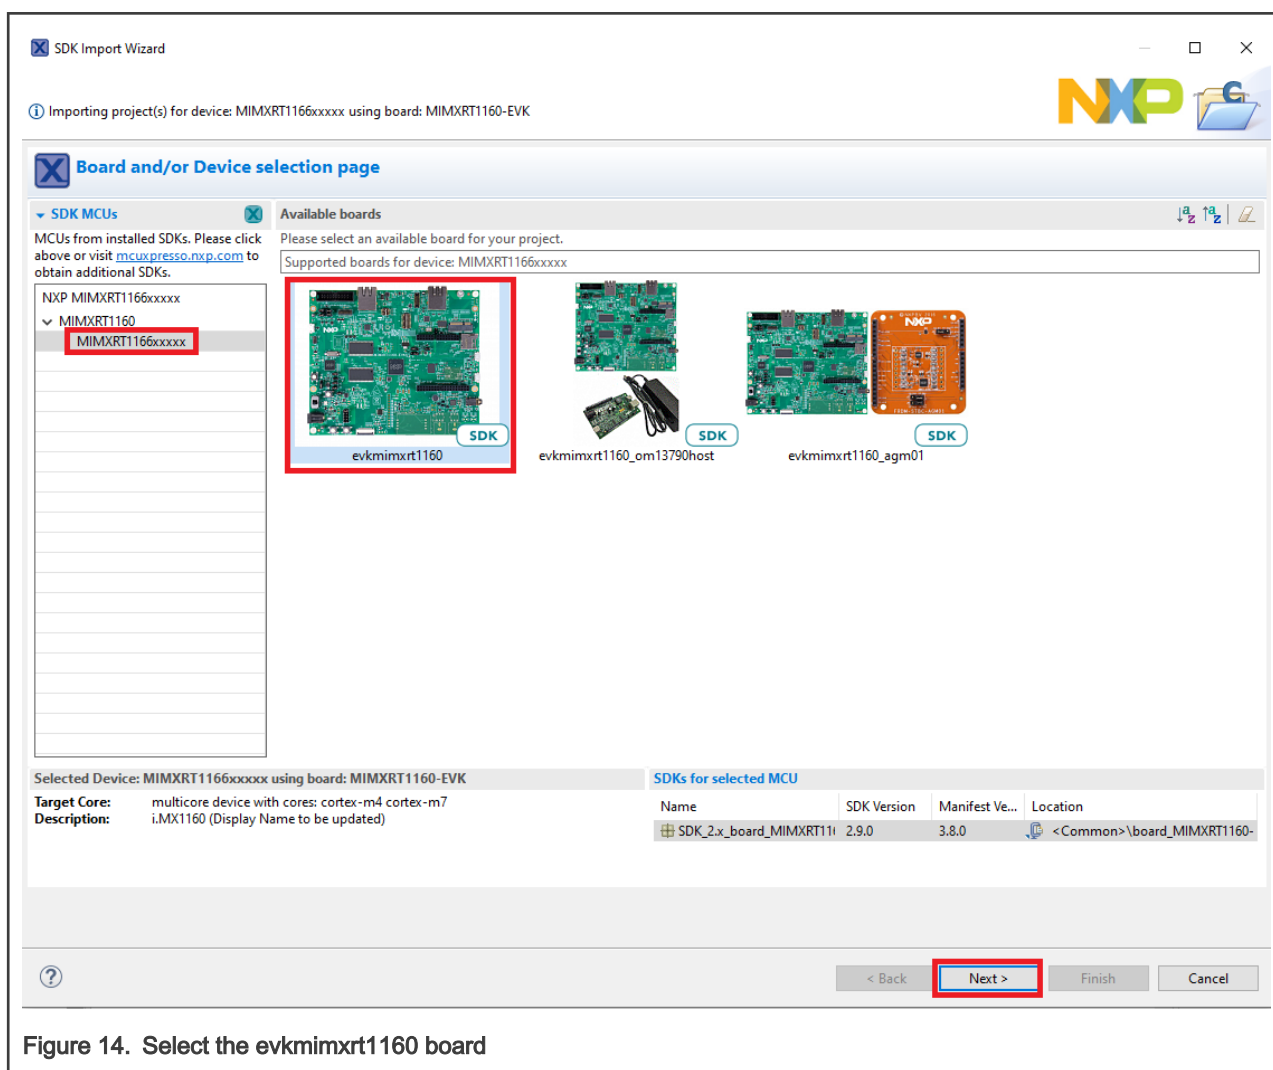 SDK Import Wizard
Importing project(s) for device: MIMXRT1166xxxxx using board: MIMXRT1160-EVK
NXP
Board and/or Device selection page
SDK MCUs
MCUs from installed SDKs. Please click
above or visit mcuxpresso.nxp.com to
obtain additional SDKs.
NXP MIMXRT1166xxxxx
MIMXRT1160
MIMXRT1166xxxxx
Available boards
Please select an available board for your project.
Supported boards for device: MIMXRT1166xxxxx
SDK
evkmimxrt1160
SDK
evkmimxrt1160_om13790host
NXP
SDK
evkmimxrt1160_agm01
Selected Device: MIMXRT1166xxxxx using board: MIMXRT1160-EVK
Target Core: multicore device with cores: cortex-m4 cortex-m7
Description: i.MX1160 (Display Name to be updated)
SDKs for selected MCU
Name SDK Version Manifest Ve... Location
SDK_2.x_board_MIMXRT11 2.9.0 3.8.0 <Common>\board_MIMXRT1160-
< Back Next > Finish Cancel
Figure 14. Select the evkmimxrt1160 board